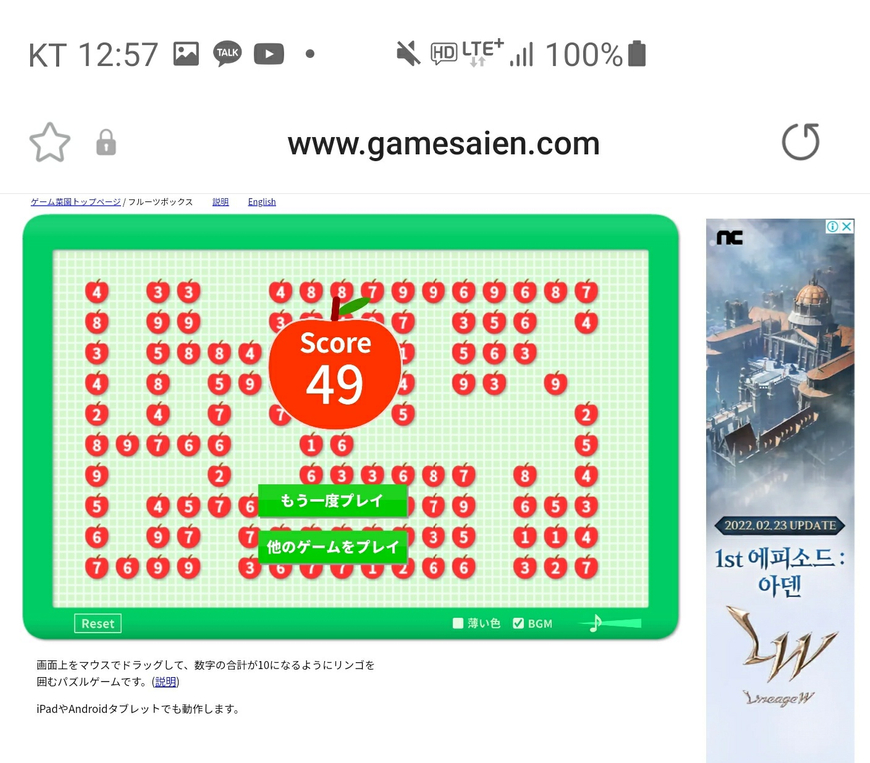 KT 12:57 TALK HD LTE+ 100%
www.gamesaien.com
ゲーム菜園トップページ / フルーツボックス 説明 English
4 3 3 4 8 8 7 9 9 6 9 6 8 7
8 9 9 3 7 3 5 6 4
3 5 8 8 4 1 5 6 3
4 8 5 9 4 9 3 9
2 4 7 7 5 2
8 9 7 6 6 1 6 5
9 2 6 3 3 6 8 7 8 4
5 4 5 7 6 7 9 6 5 3
6 9 7 7 3 5 1 1 4
7 6 9 9 3 6 7 7 1 2 6 6 3 2 7
Score
49
もう一度プレイ
他のゲームをプレイ
Reset 薄い色 BGM
画面上をマウスでドラッグして、数字の合計が10になるようにリンゴを
囲むパズルゲームです。(説明)
iPadやAndroidタブレットでも動作します。
nc
2022.02.23 UPDATE
1st 에피소드 :
아덴
LW
LineageW